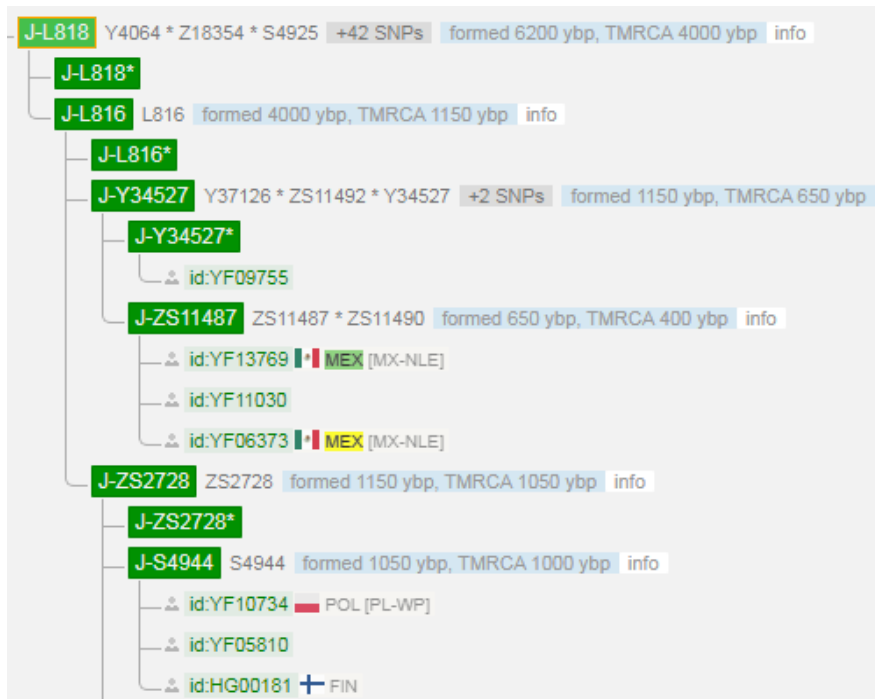 J-L818 Y4064 * Z18354 * S4925 +42 SNPs formed 6200 ybp, TMRCA 4000 ybp info
J-L818*
J-L816 L816 formed 4000 ybp, TMRCA 1150 ybp info
J-L816*
J-Y34527 Y37126 * ZS11492 * Y34527 +2 SNPs formed 1150 ybp, TMRCA 650 ybp
J-Y34527*
id:YF09755
J-ZS11487 ZS11487 * ZS11490 formed 650 ybp, TMRCA 400 ybp info
id:YF13769 MEX [MX-NLE]
id:YF11030
id:YF06373 MEX [MX-NLE]
J-ZS2728 ZS2728 formed 1150 ybp, TMRCA 1050 ybp info
J-ZS2728*
J-S4944 S4944 formed 1050 ybp, TMRCA 1000 ybp info
id:YF10734 POL [PL-WP]
id:YF05810
id:HG00181 FIN